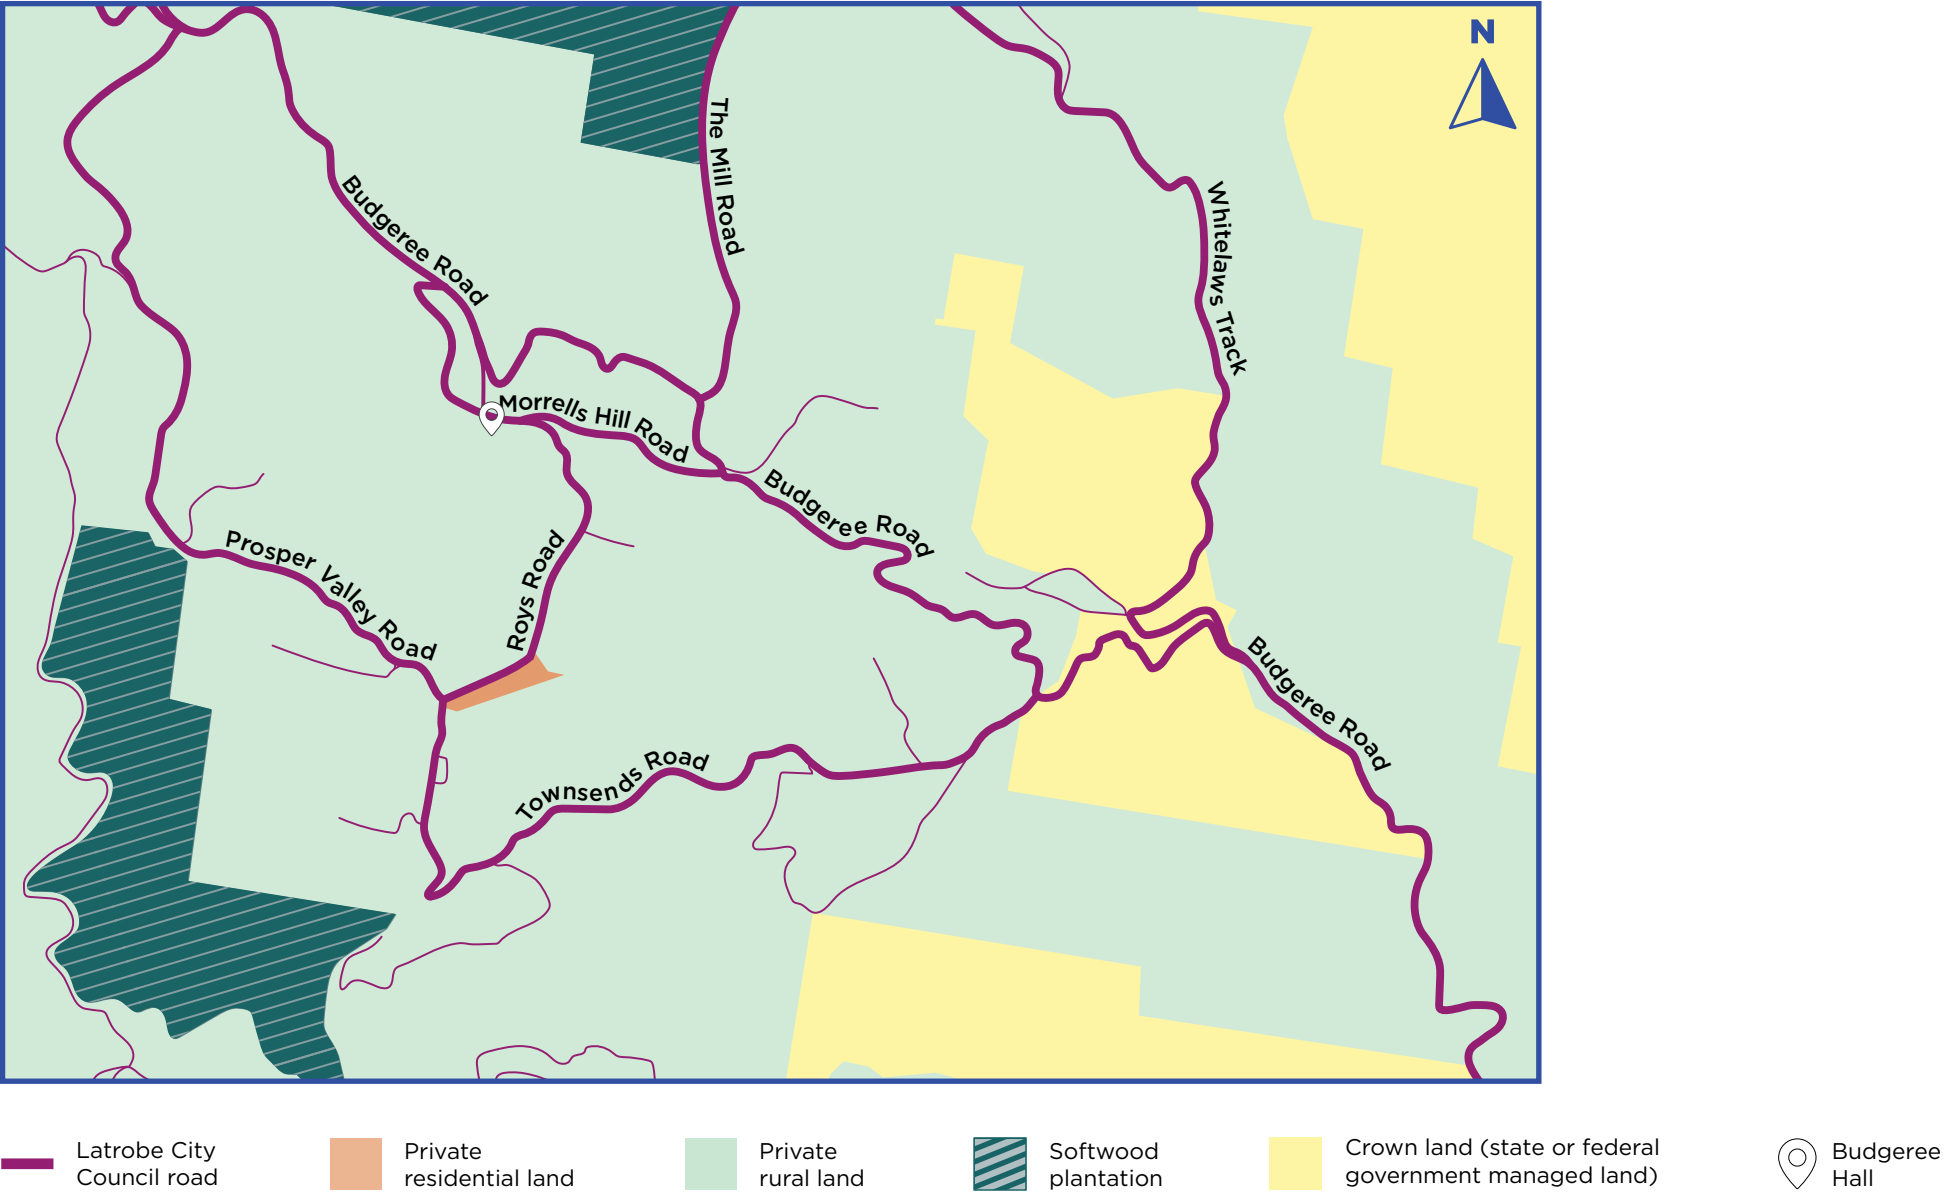 N
The Mill Road
Budgeree Road
Whitelaws Track
Morrells Hill Road
Budgeree Road
Prosper Valley Road
Roys Road
Budgeree Road
Townsends Road
Latrobe City
Council road
Private
residential land
Private
rural land
Softwood
plantation
Crown land (state or federal
government managed land)
Budgeree
Hall